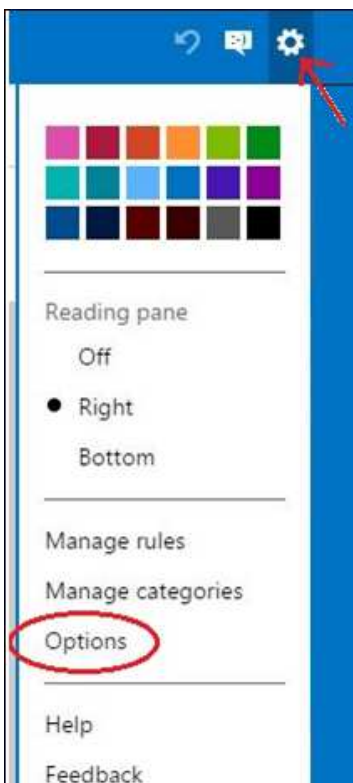 Reading pane
Off
Right
Bottom
Manage rules
Manage categories
Options
Help
Feedback